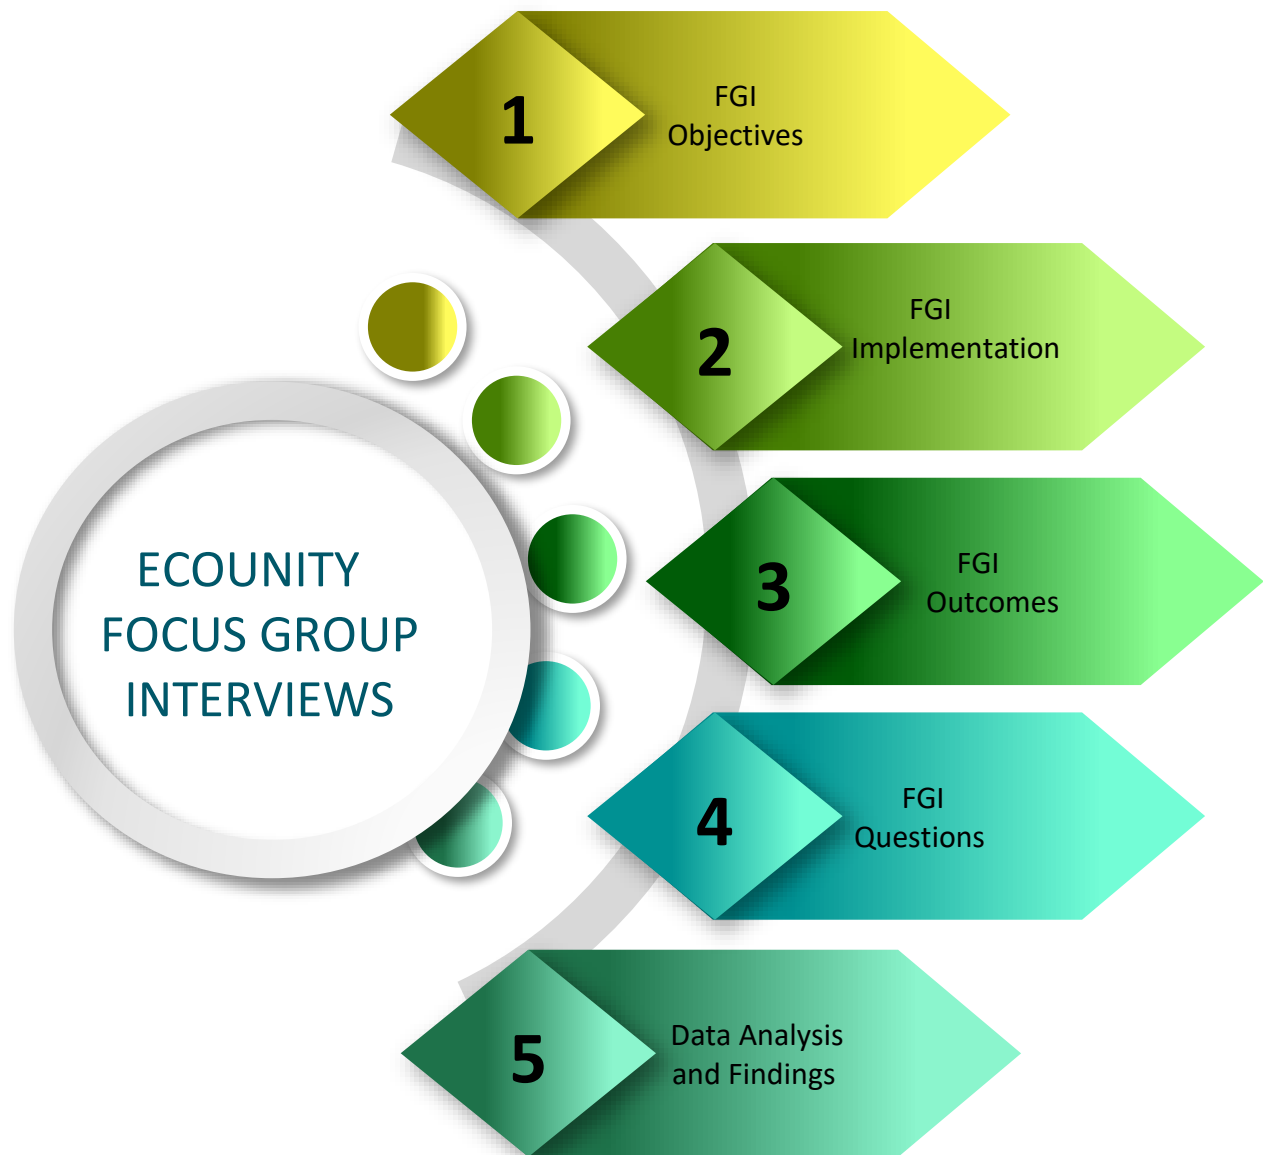 1
FGI
Objectives
2
FGI
Implementation
3
FGI
Outcomes
4
FGI
Questions
5
Data Analysis
and Findings
ECOUNITY
FOCUS GROUP
INTERVIEWS